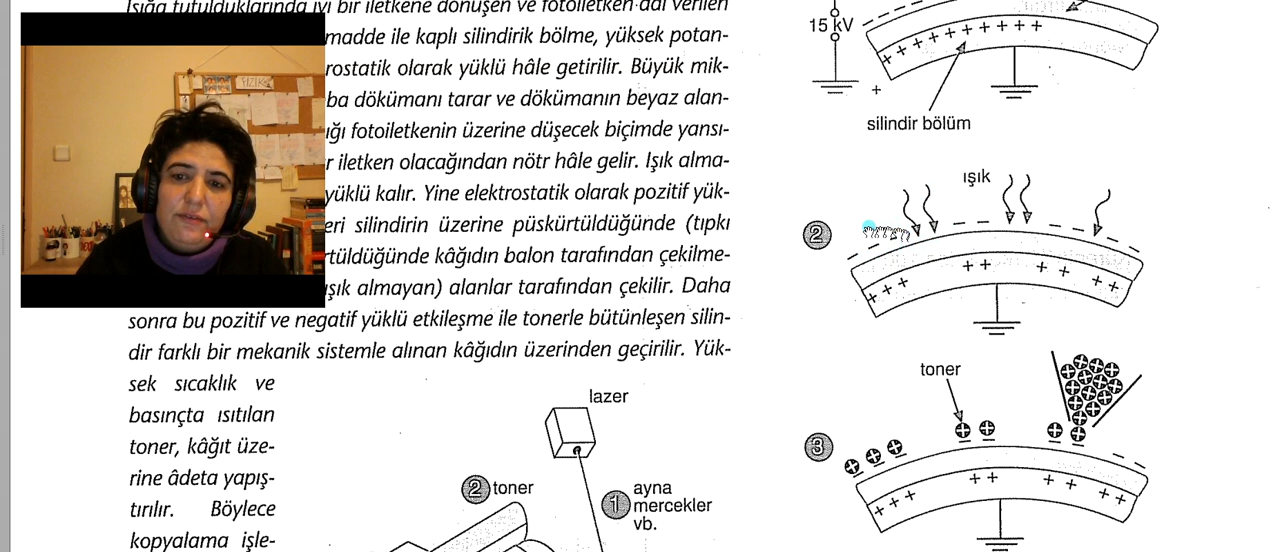 Işığa tutulduklarında iyi bir iletkene dönüşen ve fotoiletken adı verilen
madde ile kaplı silindirik bölme, yüksek potan-
rostatik olarak yüklü hâle getirilir. Büyük mik-
ba dökümanı tarar ve dökümanın beyaz alan-
ığı fotoiletkenin üzerine düşecek biçimde yansı-
r iletken olacağından nötr hâle gelir. Işık alma-
yüklü kalır. Yine elektrostatik olarak pozitif yük-
eri silindirin üzerine püskürtüldüğünde (tıpkı
rtüldüğünde kâğıdın balon tarafından çekilme-
ışık almayan) alanlar tarafından çekilir. Daha
sonra bu pozitif ve negatif yüklü etkileşme ile tonerle bütünleşen silin-
dir farklı bir mekanik sistemle alınan kâğıdın üzerinden geçirilir. Yük-
sek sıcaklık ve
basınçta ısıtılan
toner, kâğıt üze-
rine âdeta yapış-
tırılır. Böylece
kopyalama işle-
lazer
2 toner
1 ayna
mercekler
vb.
15 kV
+ + + + + + + + + +
+
silindir bölüm
ışık
2
+ + + + + + + + +
toner
3
+ + + + + + + + +
FİZİK